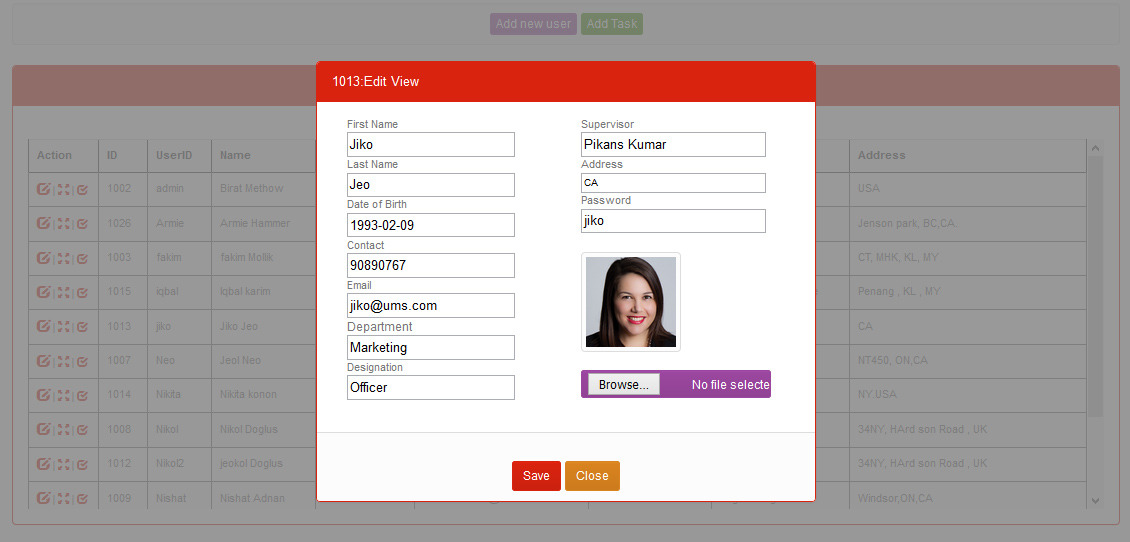 Add new user Add Task
1013:Edit View
First Name
Jiko
Last Name
Jeo
Date of Birth
1993-02-09
Contact
90890767
Email
jiko@ums.com
Department
Marketing
Designation
Officer
Supervisor
Pikans Kumar
Address
CA
Password
jiko
Browse... No file selecte
Save Close
Action ID UserID Name Address
1002 admin Birat Methow USA
1026 Armie Armie Hammer Jenson park, BC,CA.
1003 fakim fakim Mollik CT, MHK, KL, MY
1015 iqbal Iqbal karim Penang , KL , MY
1013 jiko Jiko Jeo CA
1007 Neo Jeol Neo NT450, ON,CA
1014 Nikita Nikita konon NY.USA
1008 Nikol Nikol Doglus 34NY, HArd son Road , UK
1012 Nikol2 jeokol Doglus 34NY, HArd son Road , UK
1009 Nishat Nishat Adnan Windsor,ON,CA